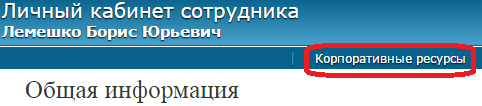 Личный кабинет сотрудника
Лемешко Борис Юрьевич
Корпоративные ресурсы
Общая информация